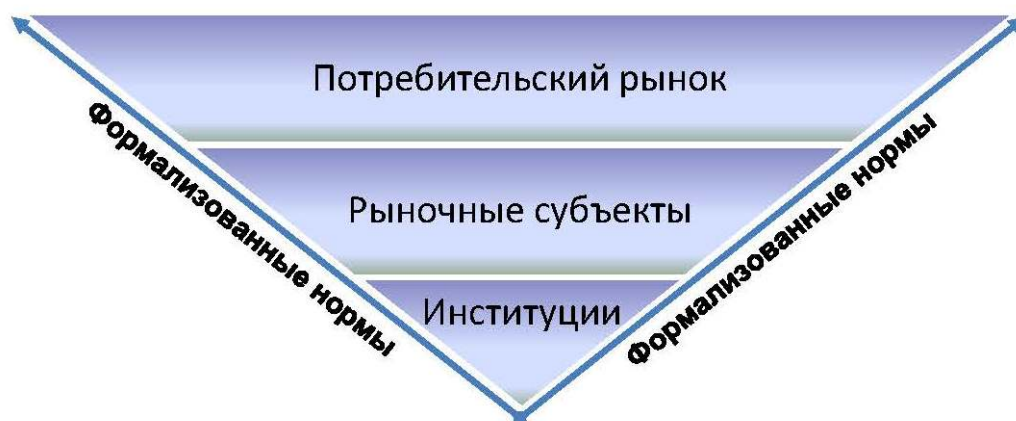 Потребительский рынок
Формализованные нормы
Формализованные нормы
Рыночные субъекты
Институции